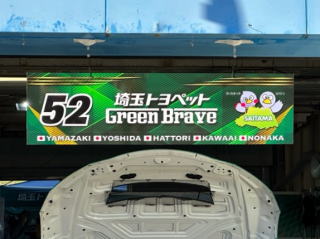 52
埼玉トヨペット
Green Brave
SAITAMA
YAMAZAKI YOSHIDA HATTORI KAWAAI NONAKA